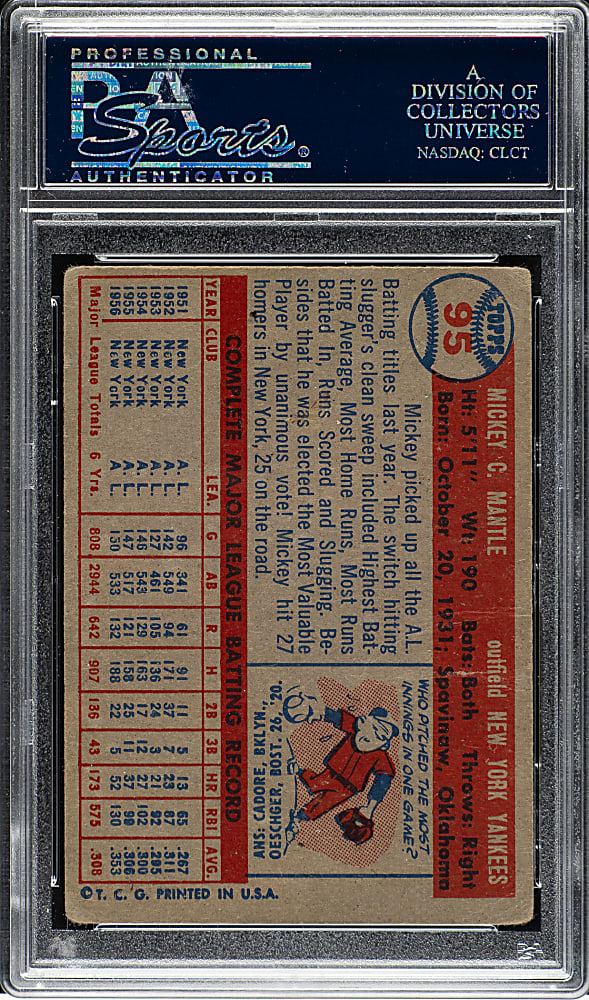 PROFESSIONAL
PSA
Sports®
AUTHENTICATOR
A
DIVISION OF
COLLECTORS
UNIVERSE
NASDAQ: CLCT
TOPPS
95
MICKEY C. MANTLE outfield NEW YORK YANKEES
Ht: 5'11" Wt: 190 Bats: Both Throws: Right
Born: October 20, 1931; Spavinaw, Oklahoma
Mickey picked up all the A.L.
Batting titles last year. The switch hitting
slugger's clean sweep included Highest Bat-
ting Average, Most Home Runs, Most Runs
Batted In, Runs Scored and Slugging. Be-
sides that he was elected the Most Valuable
Player by unanimous vote! Mickey hit 27
homers in New York, 25 on the road.
WHO PITCHED THE MOST
INNINGS IN ONE GAME?
ANS: CADORE BKLYN.,
OESCHGER BOST. 26, '20.
COMPLETE MAJOR LEAGUE BATTING RECORD
YEAR CLUB LEA. G AB R H 2B 3B HR RBI AVG.
1951 New York A. L. 96 341 61 91 11 5 13 65 .267
1952 New York A. L. 142 549 94 171 37 7 23 87 .311
1953 New York A. L. 127 461 105 136 24 3 21 92 .295
1954 New York A. L. 146 543 129 163 17 12 27 102 .300
1955 New York A. L. 147 517 121 158 25 11 37 99 .306
1956 New York A. L. 150 533 132 188 22 5 52 130 .353
Major League Totals 6 Yrs. 808 2944 642 907 136 43 173 575 .308
© T. C. G. PRINTED IN U.S.A.